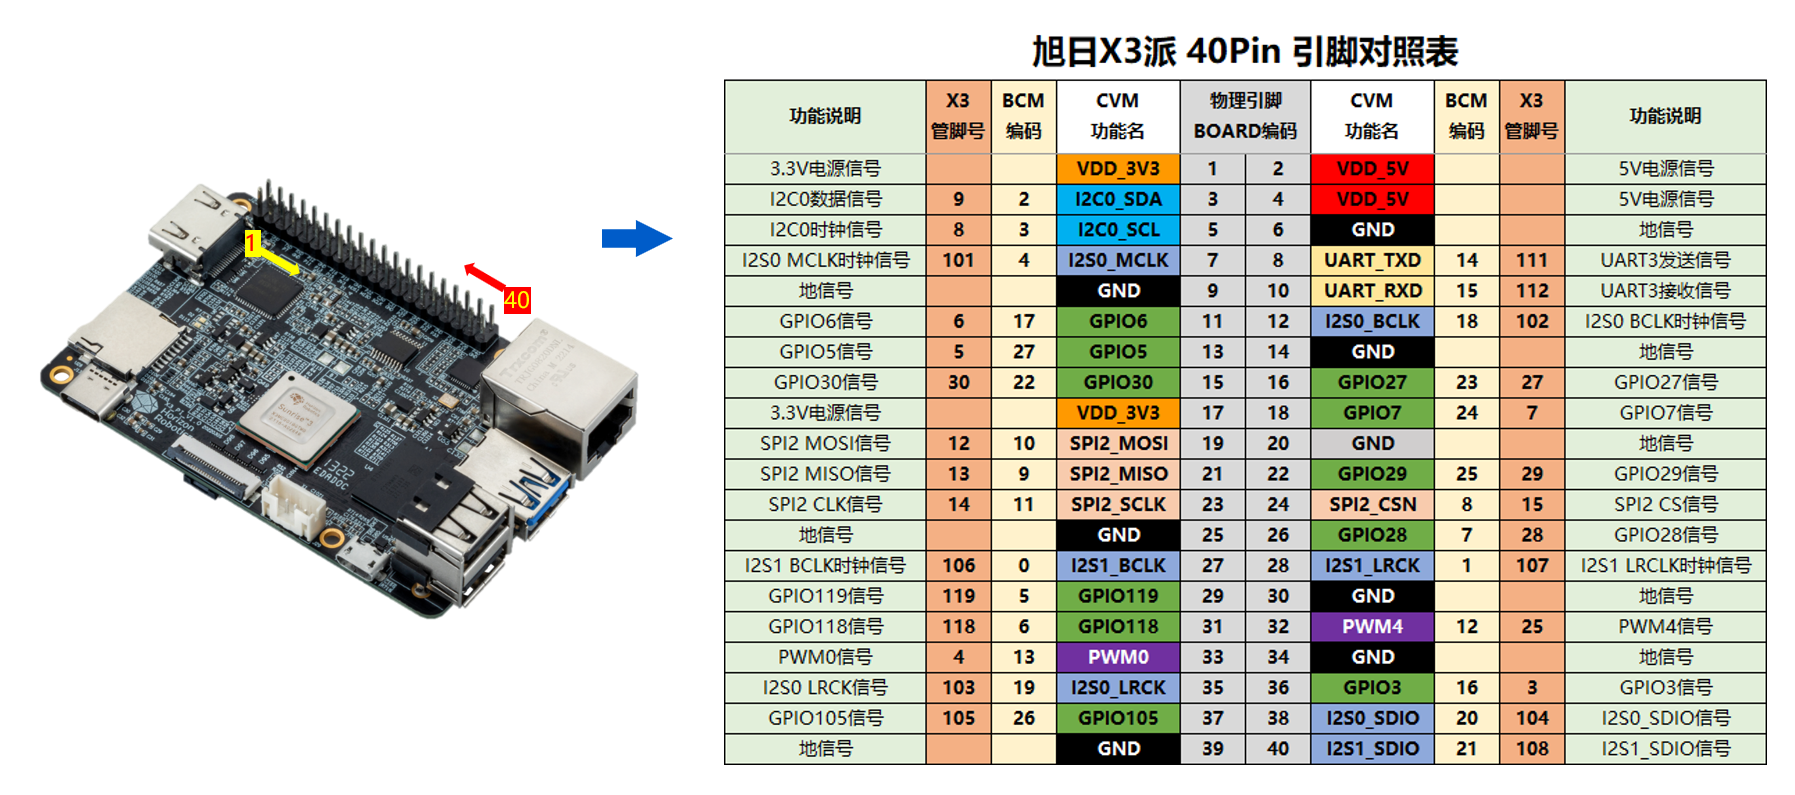 旭日X3派 40Pin 引脚对照表
功能说明 X3 管脚号 BCM 编码 CVM 功能名 物理引脚 BOARD编码 CVM 功能名 BCM 编码 X3 管脚号 功能说明
3.3V电源信号 VDD_3V3 1 2 VDD_5V 5V电源信号
I2C0数据信号 9 2 I2C0_SDA 3 4 VDD_5V 5V电源信号
I2C0时钟信号 8 3 I2C0_SCL 5 6 GND 地信号
I2S0 MCLK时钟信号 101 4 I2S0_MCLK 7 8 UART_TXD 14 111 UART3发送信号
地信号 GND 9 10 UART_RXD 15 112 UART3接收信号
GPIO6信号 6 17 GPIO6 11 12 I2S0_BCLK 18 102 I2S0 BCLK时钟信号
GPIO5信号 5 27 GPIO5 13 14 GND 地信号
GPIO30信号 30 22 GPIO30 15 16 GPIO27 23 27 GPIO27信号
3.3V电源信号 VDD_3V3 17 18 GPIO7 24 7 GPIO7信号
SPI2 MOSI信号 12 10 SPI2_MOSI 19 20 GND 地信号
SPI2 MISO信号 13 9 SPI2_MISO 21 22 GPIO29 25 29 GPIO29信号
SPI2 CLK信号 14 11 SPI2_SCLK 23 24 SPI2_CSN 8 15 SPI2 CS信号
地信号 GND 25 26 GPIO28 7 28 GPIO28信号
I2S1 BCLK时钟信号 106 0 I2S1_BCLK 27 28 I2S1_LRCK 1 107 I2S1 LRCLK时钟信号
GPIO119信号 119 5 GPIO119 29 30 GND 地信号
GPIO118信号 118 6 GPIO118 31 32 PWM4 12 25 PWM4信号
PWM0信号 4 13 PWM0 33 34 GND 地信号
I2S0 LRCK信号 103 19 I2S0_LRCK 35 36 GPIO3 16 3 GPIO3信号
GPIO105信号 105 26 GPIO105 37 38 I2S0_SDIO 20 104 I2S0_SDIO信号
地信号 GND 39 40 I2S1_SDIO 21 108 I2S1_SDIO信号
1
40
Sunrise 3
1322
EDADOC